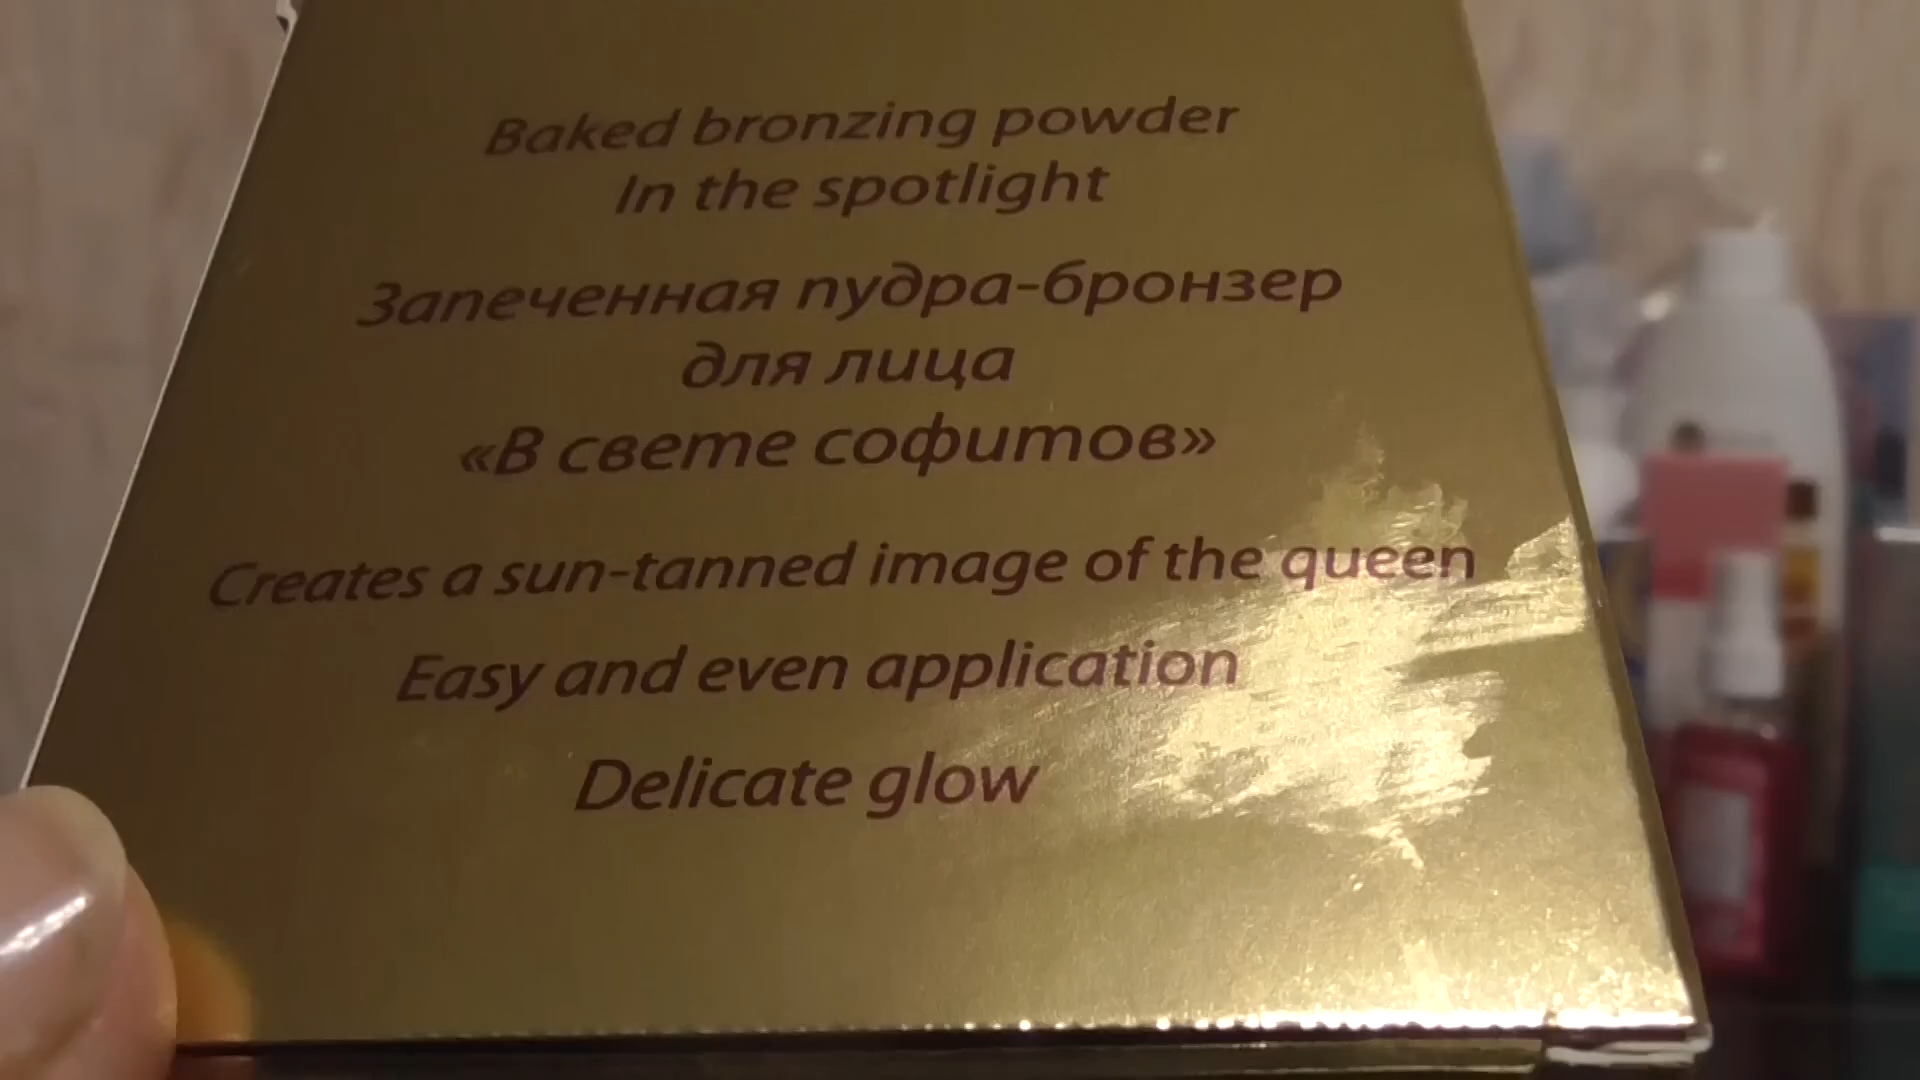 Baked bronzing powder
In the spotlight
Запеченная пудра-бронзер
для лица
«В свете софитов»
Creates a sun-tanned image of the queen
Easy and even application
Delicate glow